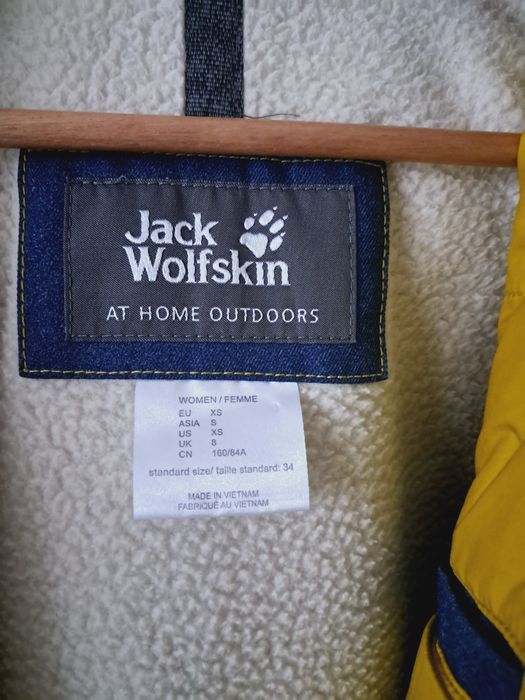 Jack
Wolfskin
AT HOME OUTDOORS
WOMEN / FEMME
EU XS
ASIA S
US XS
UK 8
CN 160/84A
standard size/ taille standard: 34
MADE IN VIETNAM
FABRIQUÉ AU VIETNAM